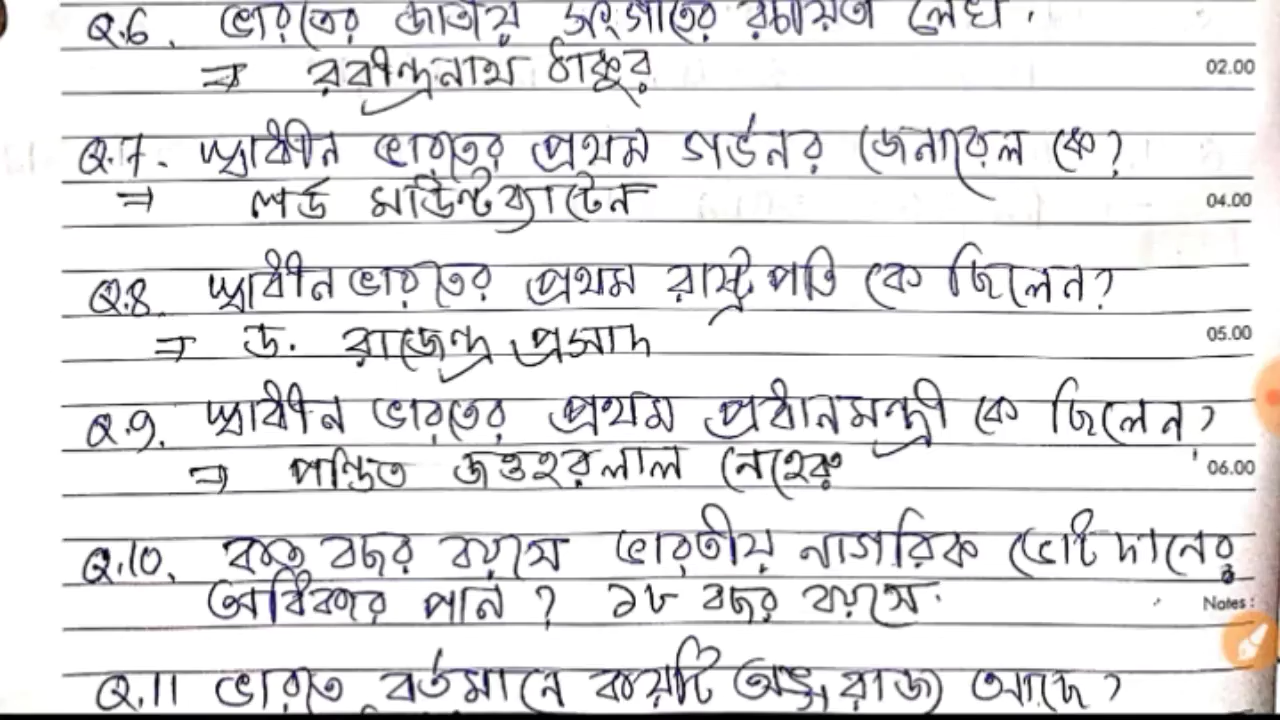 Q.6. ভারতের জাতীয় সংগীতের রচয়িতা লেখ.
⇒ রবীন্দ্রনাথ ঠাকুর
02.00
Q.7. স্বাধীন ভারতের প্রথম গর্ভনর জেনারেল কে?
⇒ লর্ড মাউন্টব্যাটেন
04.00
Q.8. স্বাধীন ভারতের প্রথম রাষ্ট্রপতি কে ছিলেন?
⇒ ড. রাজেন্দ্র প্রসাদ
05.00
Q.9. স্বাধীন ভারতের প্রথম প্রধানমন্ত্রী কে ছিলেন?
⇒ পন্ডিত জওহরলাল নেহেরু
06.00
Q.10. কত বছর বয়সে ভারতীয় নাগরিক ভোট দানের
অধিকার পান? ১৮ বছর বয়সে.
Notes:
Q.11 ভারতে বর্তমানে কয়টি অঙ্গ রাজ্য আছে?